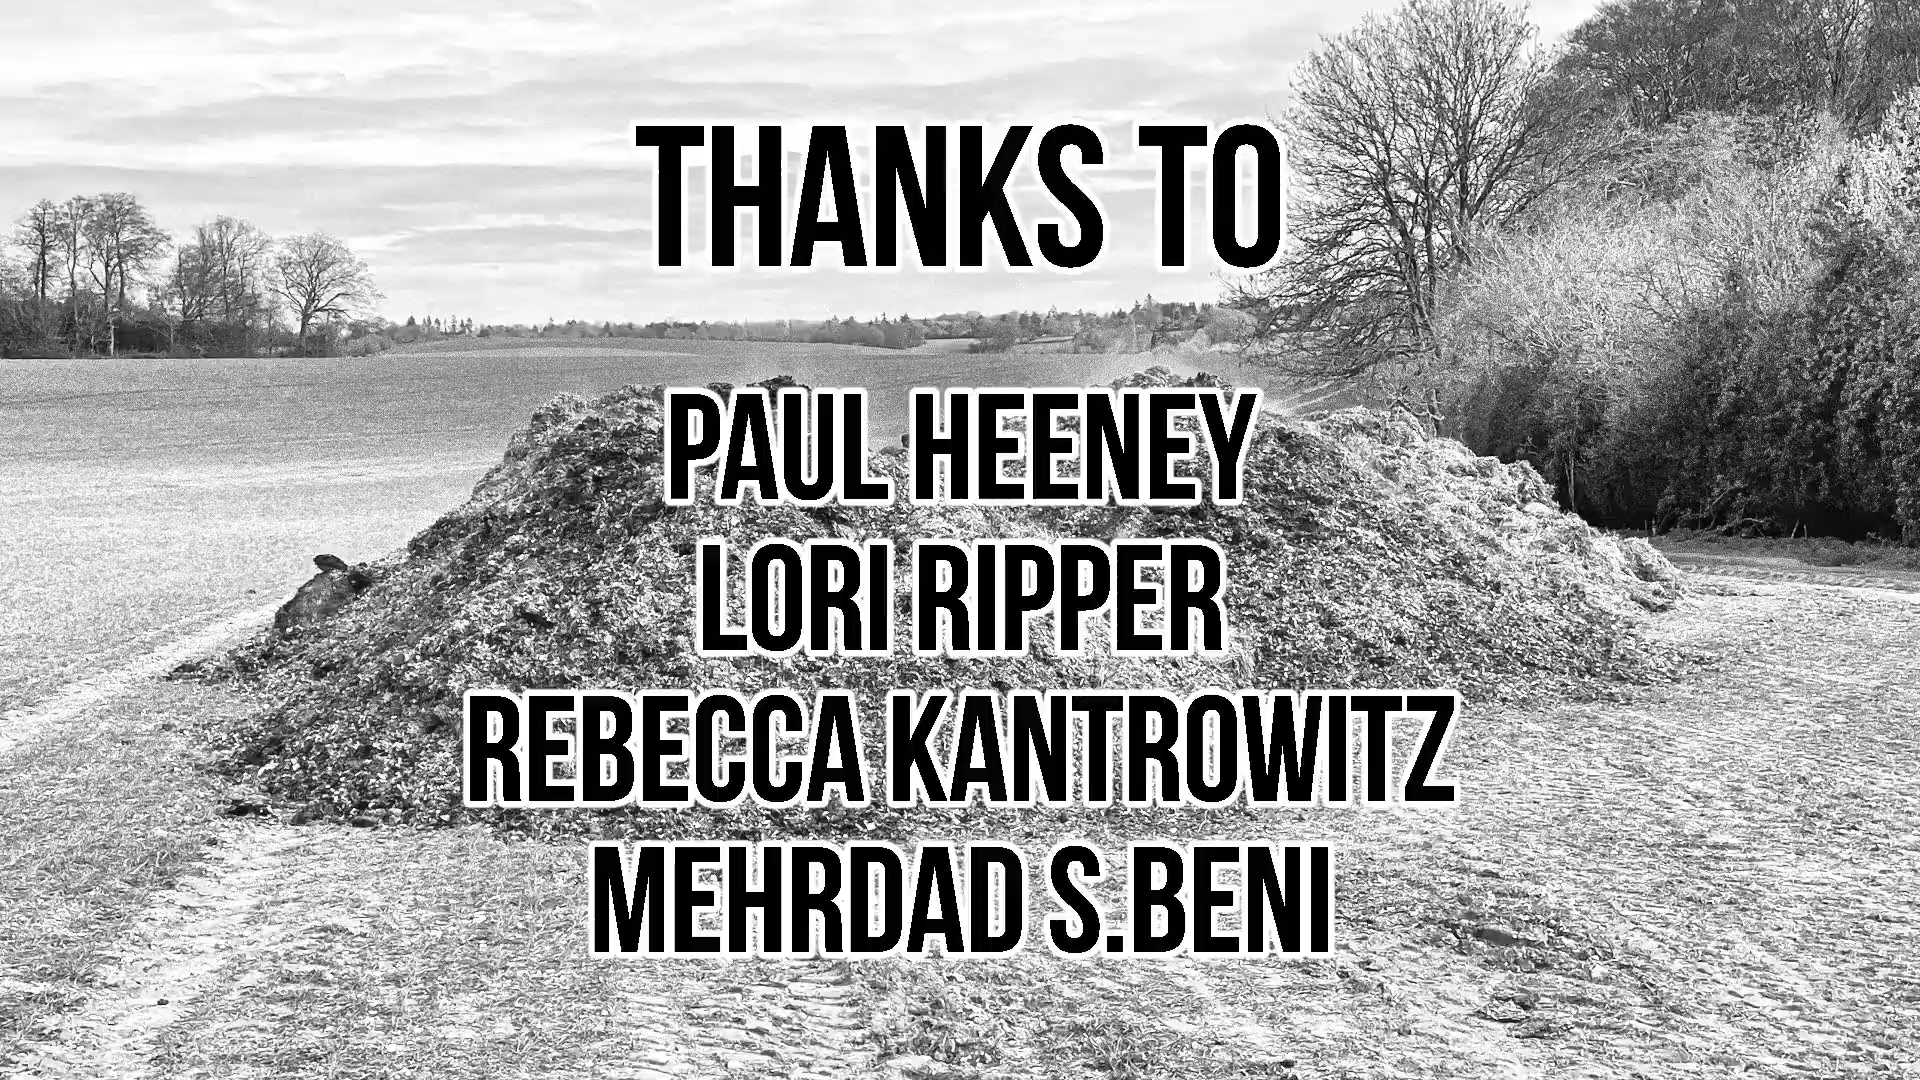 THANKS TO
PAUL HEENEY
LORI RIPPER
REBECCA KANTROWITZ
MEHRDAD S.BENI